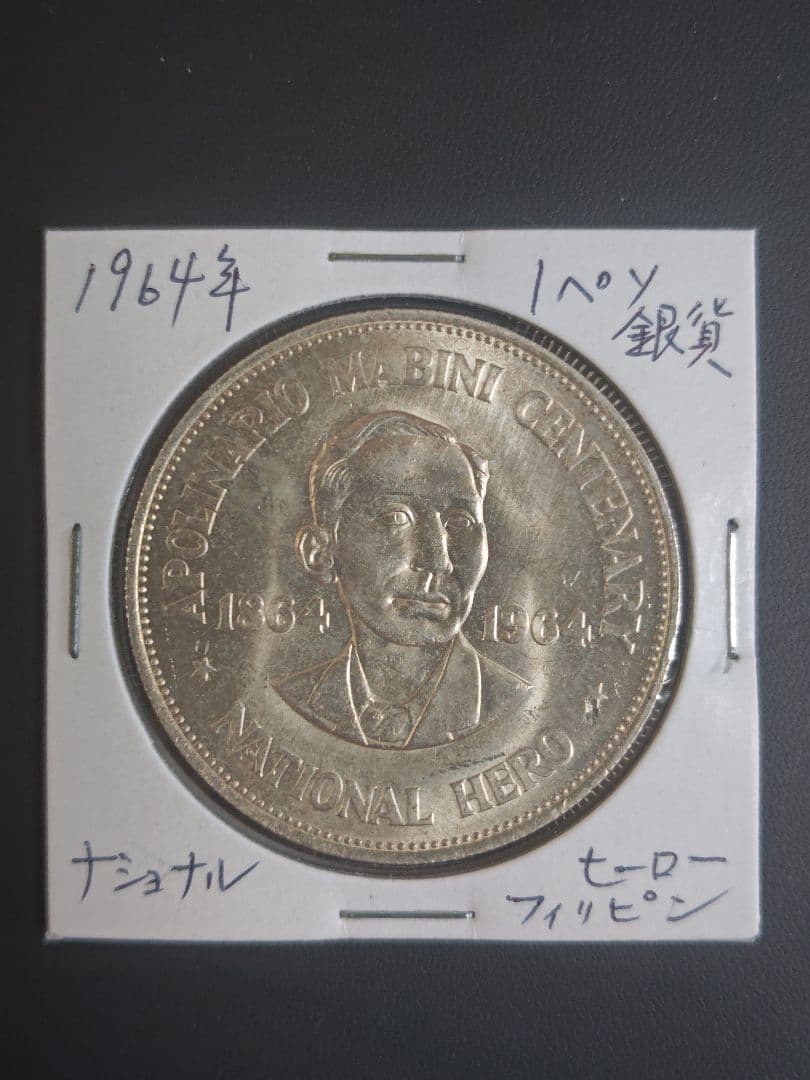 1964年
1ペソ
銀貨
APOLINARIO MABINI CENTENARY
1864 1964
NATIONAL HERO
ナショナル ヒーロー
フィリピン